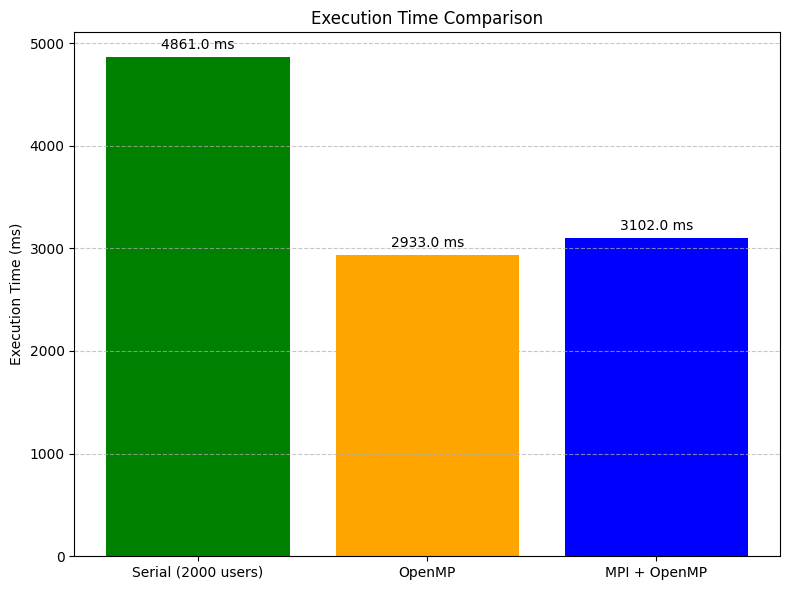 Execution Time Comparison
Execution Time (ms)
5000
4000
3000
2000
1000
0
4861.0 ms
2933.0 ms
3102.0 ms
Serial (2000 users)
OpenMP
MPI + OpenMP